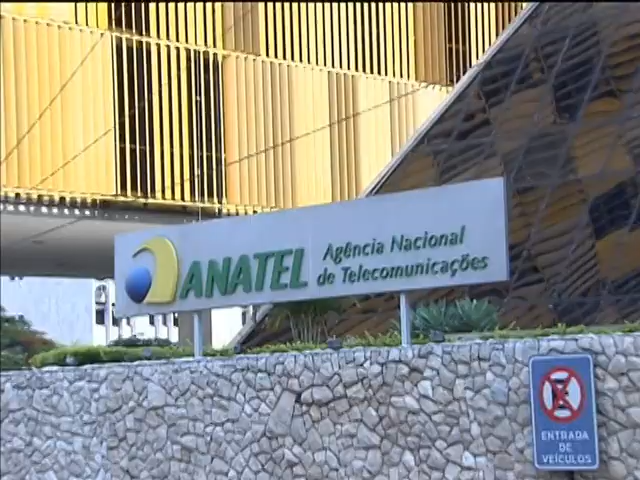 ANATEL
Agência Nacional
de Telecomunicações
E
ENTRADA
DE
VEÍCULOS